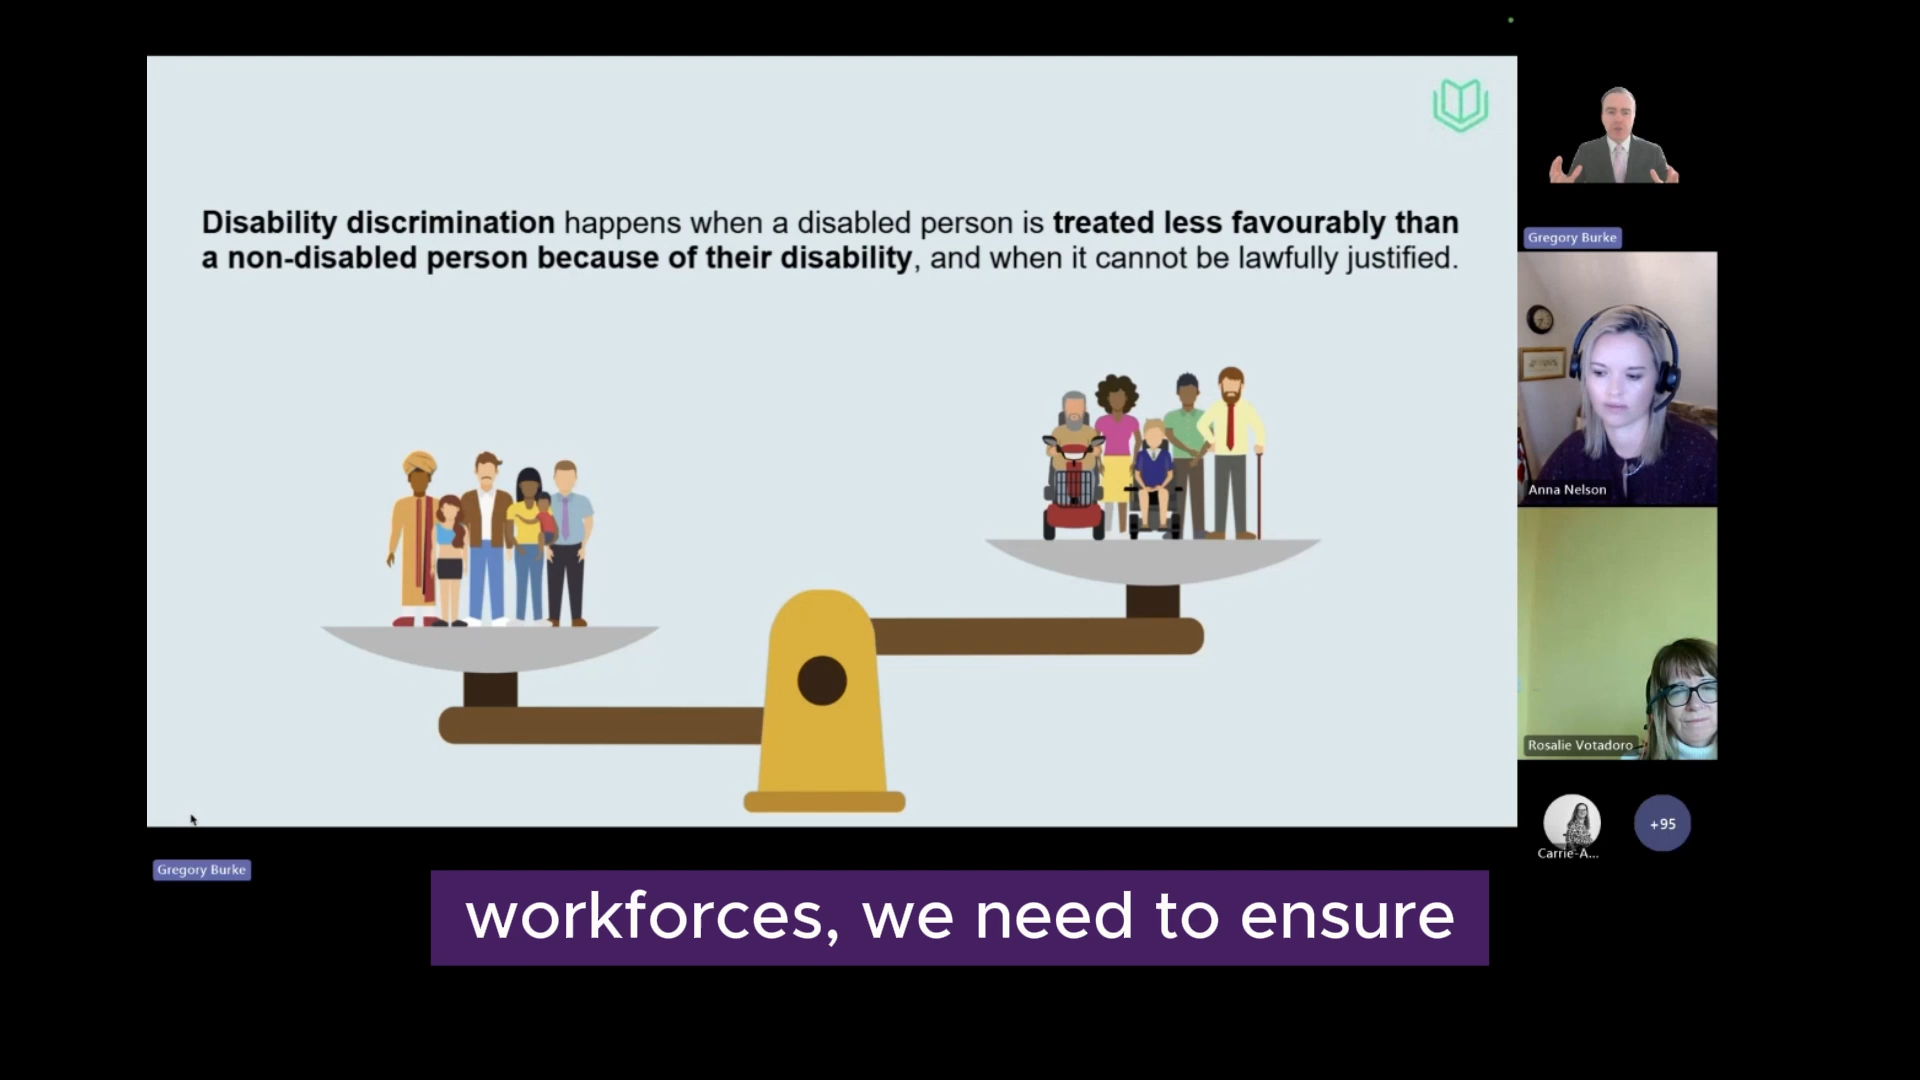 Disability discrimination happens when a disabled person is treated less favourably than
a non-disabled person because of their disability, and when it cannot be lawfully justified.
Gregory Burke
Anna Nelson
Rosalie Votadoro
Carrie-A...
+95
Gregory Burke
workforces, we need to ensure